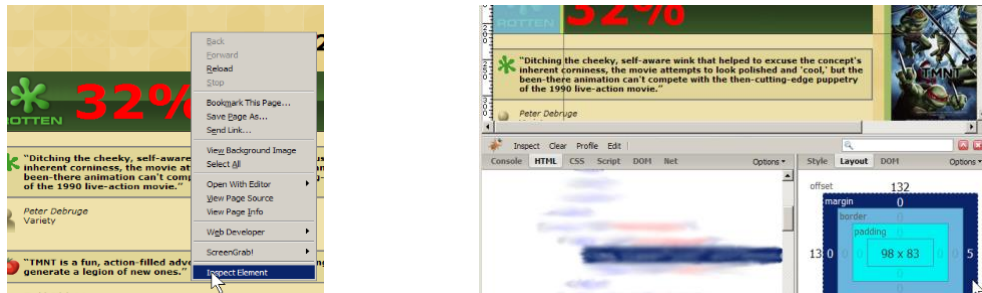 Back
Forward
Reload
Stop
Bookmark This Page...
Save Page As...
Send Link...
View Background Image
Select All
Open With Editor
View Page Source
View Page Info
Web Developer
ScreenGrab!
Inspect Element
32%
OTTEN
"Ditching the cheeky, self-aware
inherent corniness, the movie at
been-there animation can't comp
of the 1990 live-action movie."
Peter Debruge
Variety
"TMNT is a fun, action-filled adve
generate a legion of new ones."
ROTTEN
32%
"Ditching the cheeky, self-aware wink that helped to excuse the concept's
inherent corniness, the movie attempts to look polished and 'cool,' but the
been-there animation can't compete with the then-cutting-edge puppetry
of the 1990 live-action movie."
Peter Debruge
TMNT
Inspect Clear Profile Edit
Console HTML CSS Script DOM Net Options
Style Layout DOM Options
offset 132
margin 0
border 0
padding 0
13 0 0 0 98 x 83 0 0 5
0